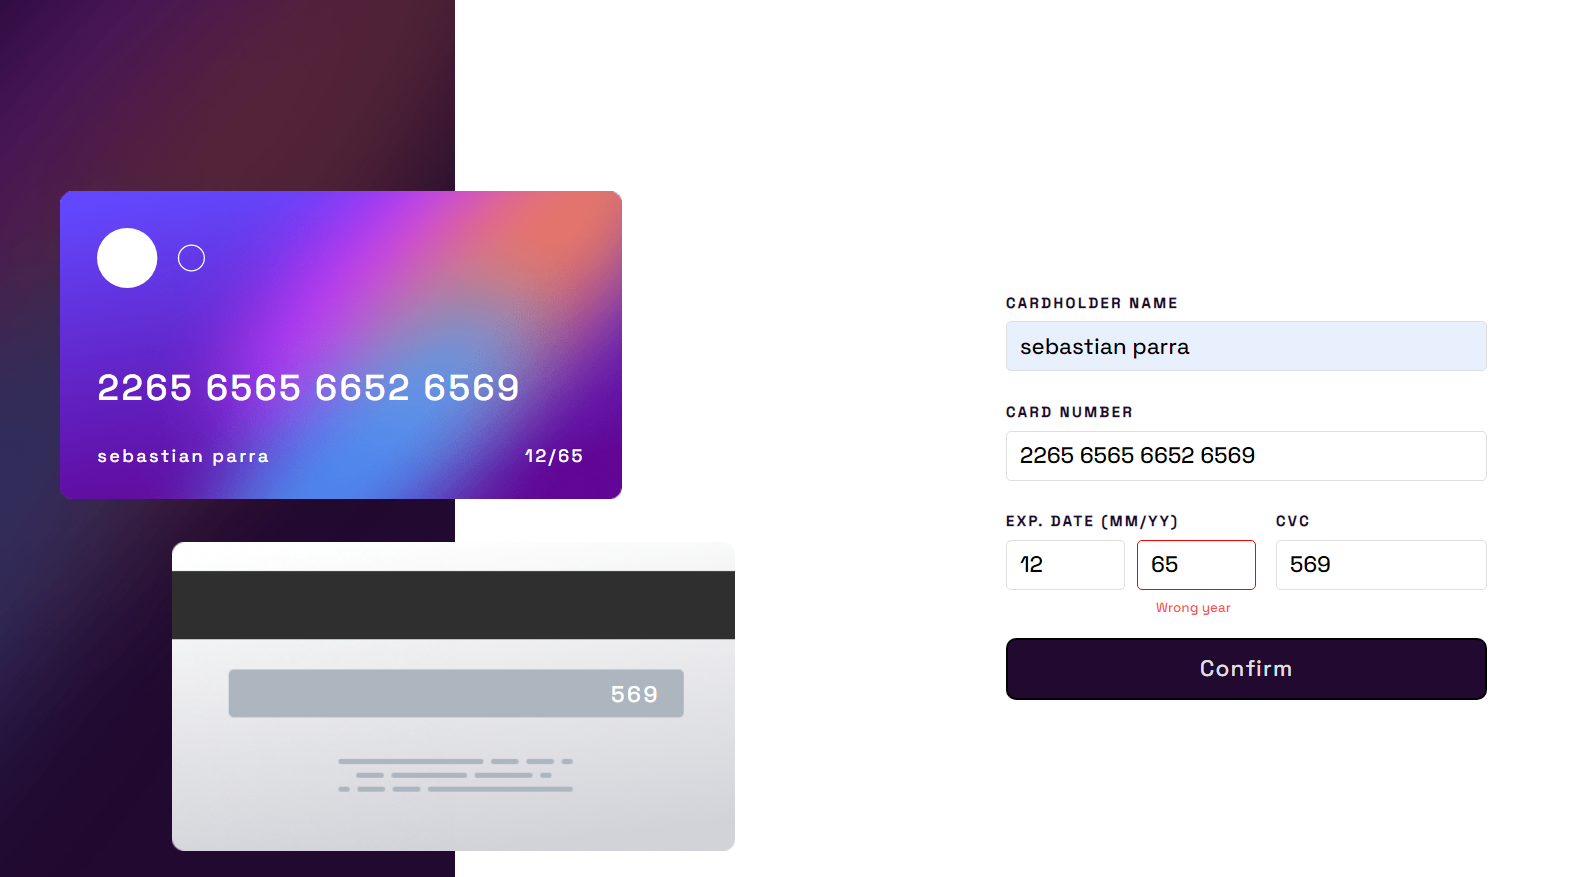 2265 6565 6652 6569
sebastian parra 12/65
569
CARDHOLDER NAME
sebastian parra
CARD NUMBER
2265 6565 6652 6569
EXP. DATE (MM/YY) CVC
12 65 569
Wrong year
Confirm